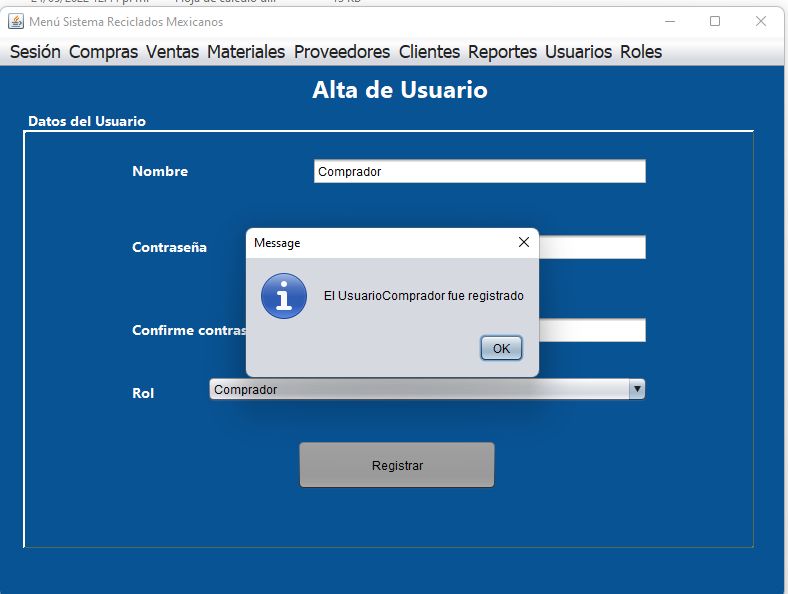 Menú Sistema Reciclados Mexicanos
Sesión Compras Ventas Materiales Proveedores Clientes Reportes Usuarios Roles
Alta de Usuario
Datos del Usuario
Nombre
Comprador
Contraseña
Message
El UsuarioComprador fue registrado
Confirme contras
OK
Rol
Comprador
Registrar